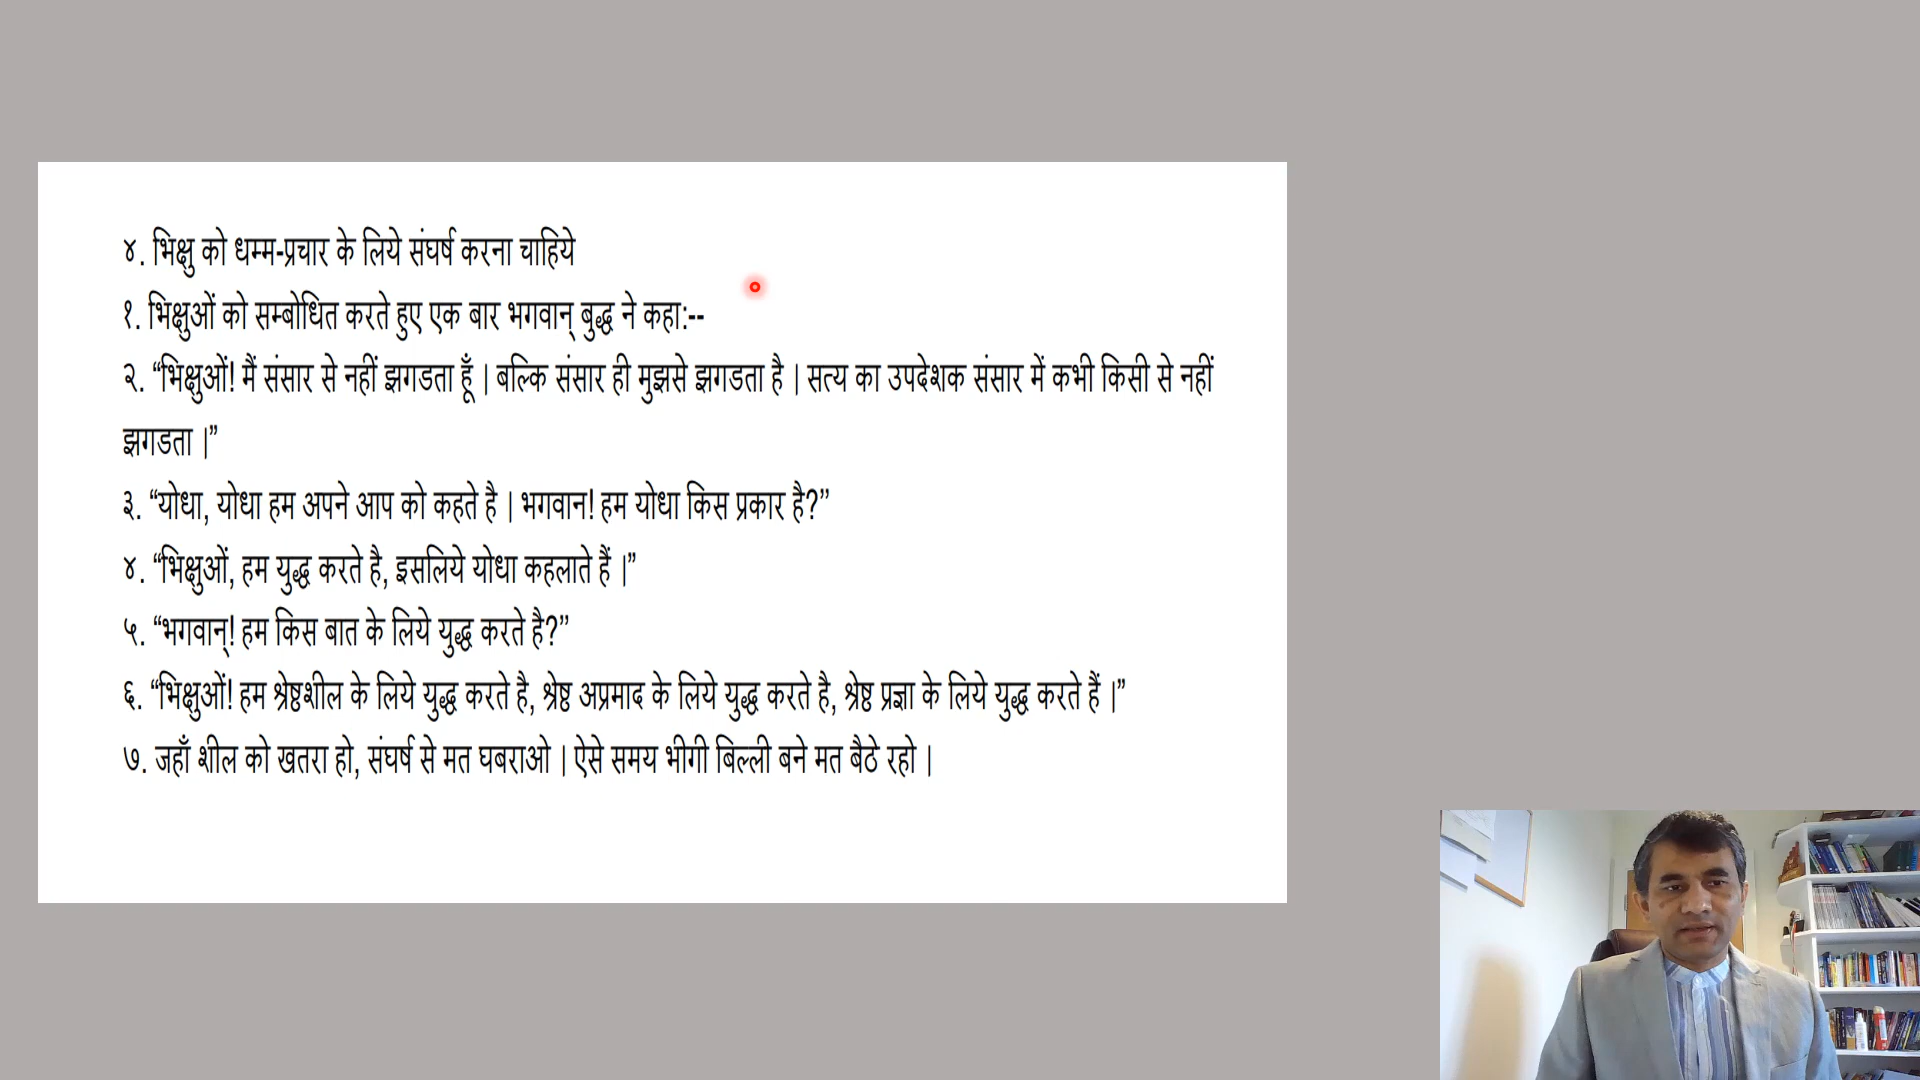 ४. भिक्षु को धम्म-प्रचार के लिये संघर्ष करना चाहिये
१. भिक्षुओं को सम्बोधित करते हुए एक बार भगवान् बुद्ध ने कहा:--
२. “भिक्षुओं! मैं संसार से नहीं झगडता हूँ | बल्कि संसार ही मुझसे झगडता है | सत्य का उपदेशक संसार में कभी किसी से नहीं
झगडता |”
३. “योधा, योधा हम अपने आप को कहते है | भगवान! हम योधा किस प्रकार है?”
४. “भिक्षुओं, हम युद्ध करते है, इसलिये योधा कहलाते हैं |”
५. “भगवान्! हम किस बात के लिये युद्ध करते है?”
६. “भिक्षुओं! हम श्रेष्ठशील के लिये युद्ध करते है, श्रेष्ठ अप्रमाद के लिये युद्ध करते है, श्रेष्ठ प्रज्ञा के लिये युद्ध करते हैं |”
७. जहाँ शील को खतरा हो, संघर्ष से मत घबराओ | ऐसे समय भीगी बिल्ली बने मत बैठे रहो |